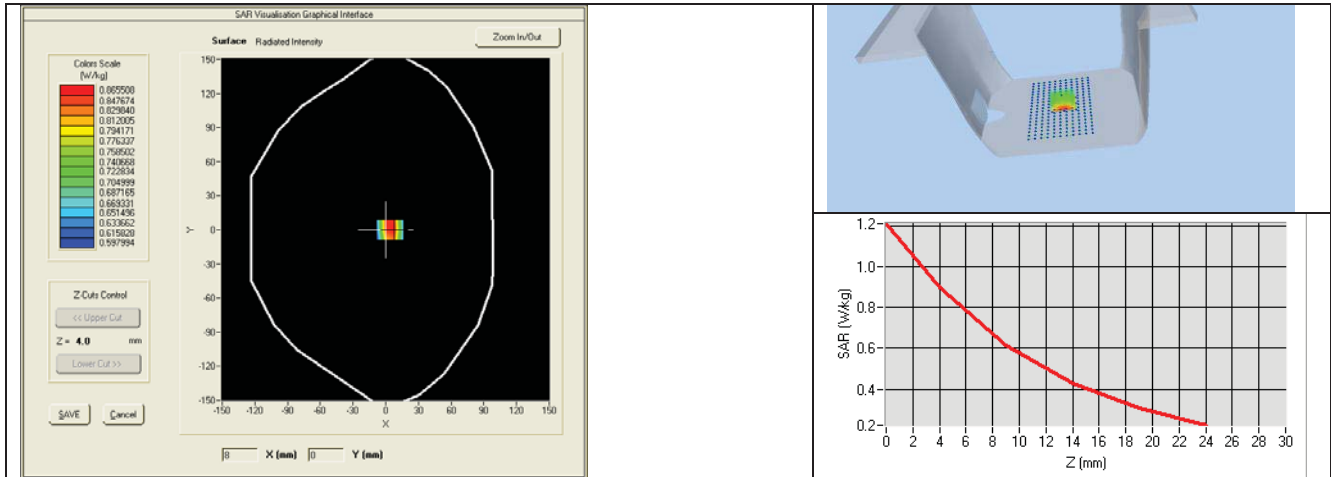 SAR Visualisation Graphical Interface
Surface Radiated Intensity
Zoom In/Out
Colors Scale
(W/kg)
0.865508
0.847674
0.829840
0.812005
0.794171
0.776337
0.758502
0.740668
0.722834
0.704999
0.687165
0.669331
0.651496
0.633662
0.615828
0.597994
Z-Cuts Control
<< Upper Cut
Z = 4.0 mm
Lower Cut >>
SAVE Cancel
150
120
90
60
30
0
-30
-60
-90
-120
-150
Y
-150 -120 -90 -60 -30 0 30 60 90 120 150
X
8 X (mm) 0 Y (mm)
1.2
1.0
0.8
0.6
0.4
0.2
SAR (W/kg)
0 2 4 6 8 10 12 14 16 18 20 22 24 26 28 30
Z (mm)